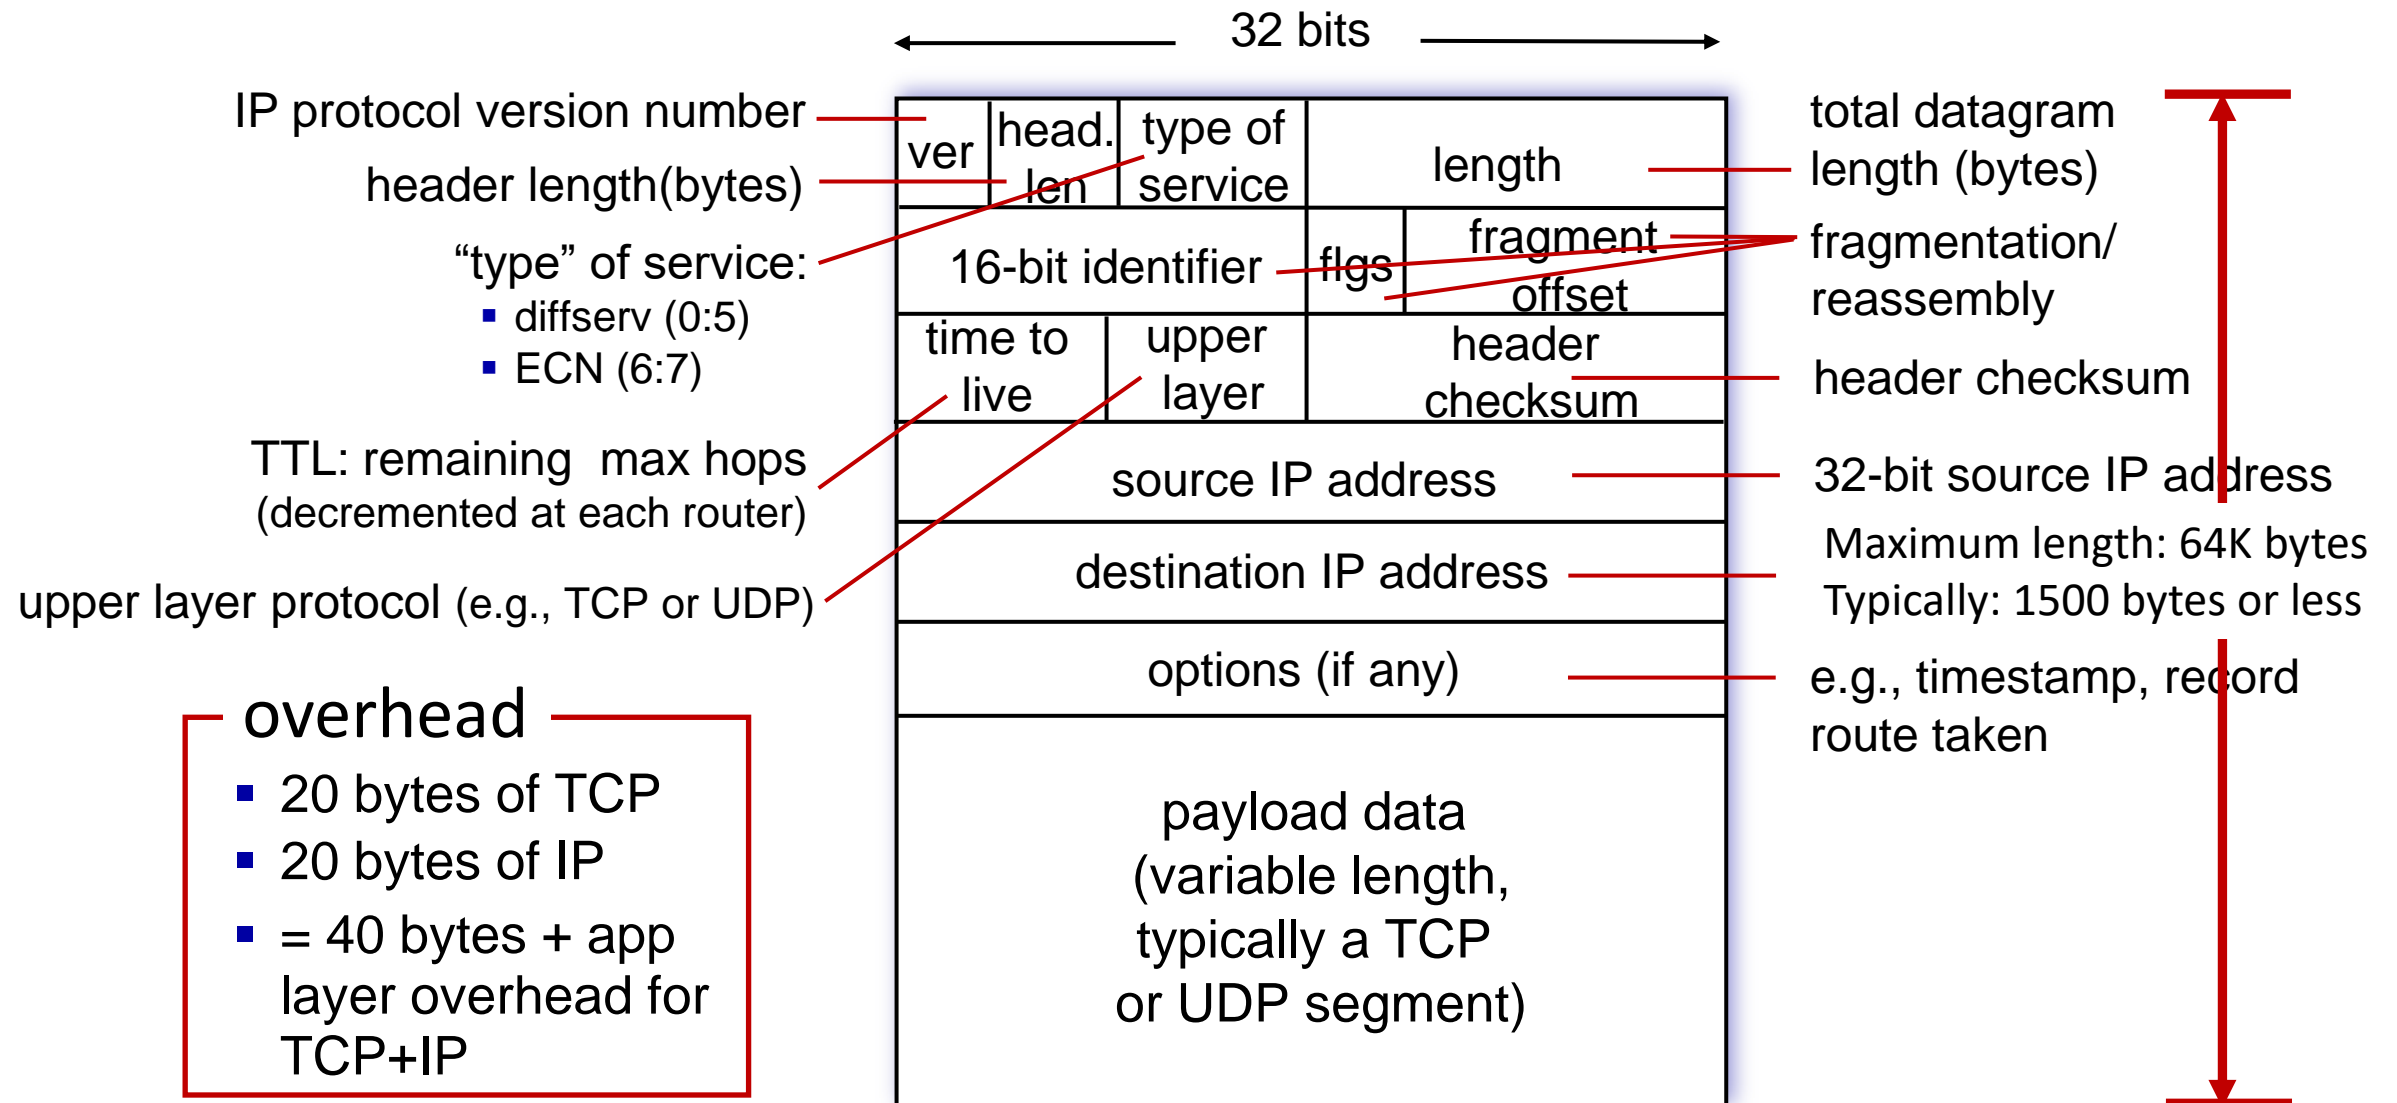 32 bits
IP protocol version number
header length(bytes)
“type” of service:
diffserv (0:5)
ECN (6:7)
TTL: remaining  max hops
(decremented at each router)
upper layer protocol (e.g., TCP or UDP)
overhead
20 bytes of TCP
20 bytes of IP
= 40 bytes + app
layer overhead for
TCP+IP
ver
head.
len
type of
service
length
16-bit identifier
flgs
fragment
offset
time to
live
upper
layer
header
checksum
source IP address
destination IP address
options (if any)
payload data
(variable length,
typically a TCP
or UDP segment)
total datagram
length (bytes)
fragmentation/
reassembly
header checksum
32-bit source IP address
Maximum length: 64K bytes
Typically: 1500 bytes or less
e.g., timestamp, record
route taken